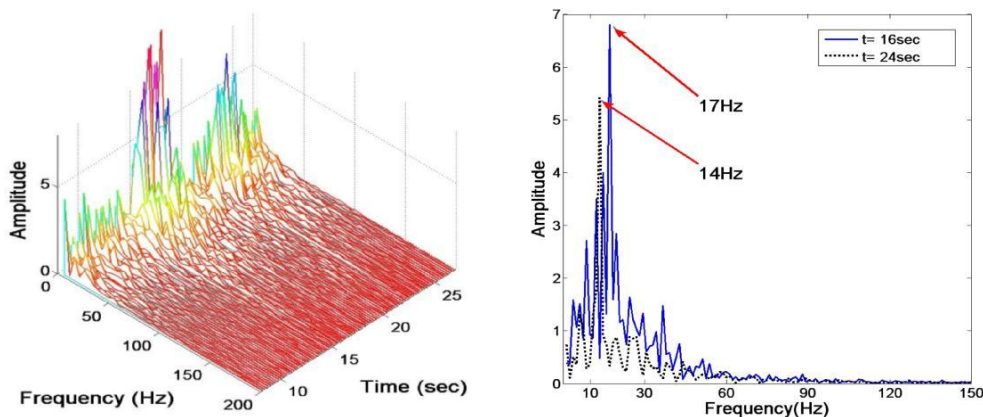 Amplitude
5
0
0
50
100
150
200
Frequency (Hz)
10
15
20
25
Time (sec)
7
6
5
4
3
2
1
0
Amplitude
t= 16sec
t= 24sec
17Hz
14Hz
10 30 60 90 120 150
Frequency(Hz)